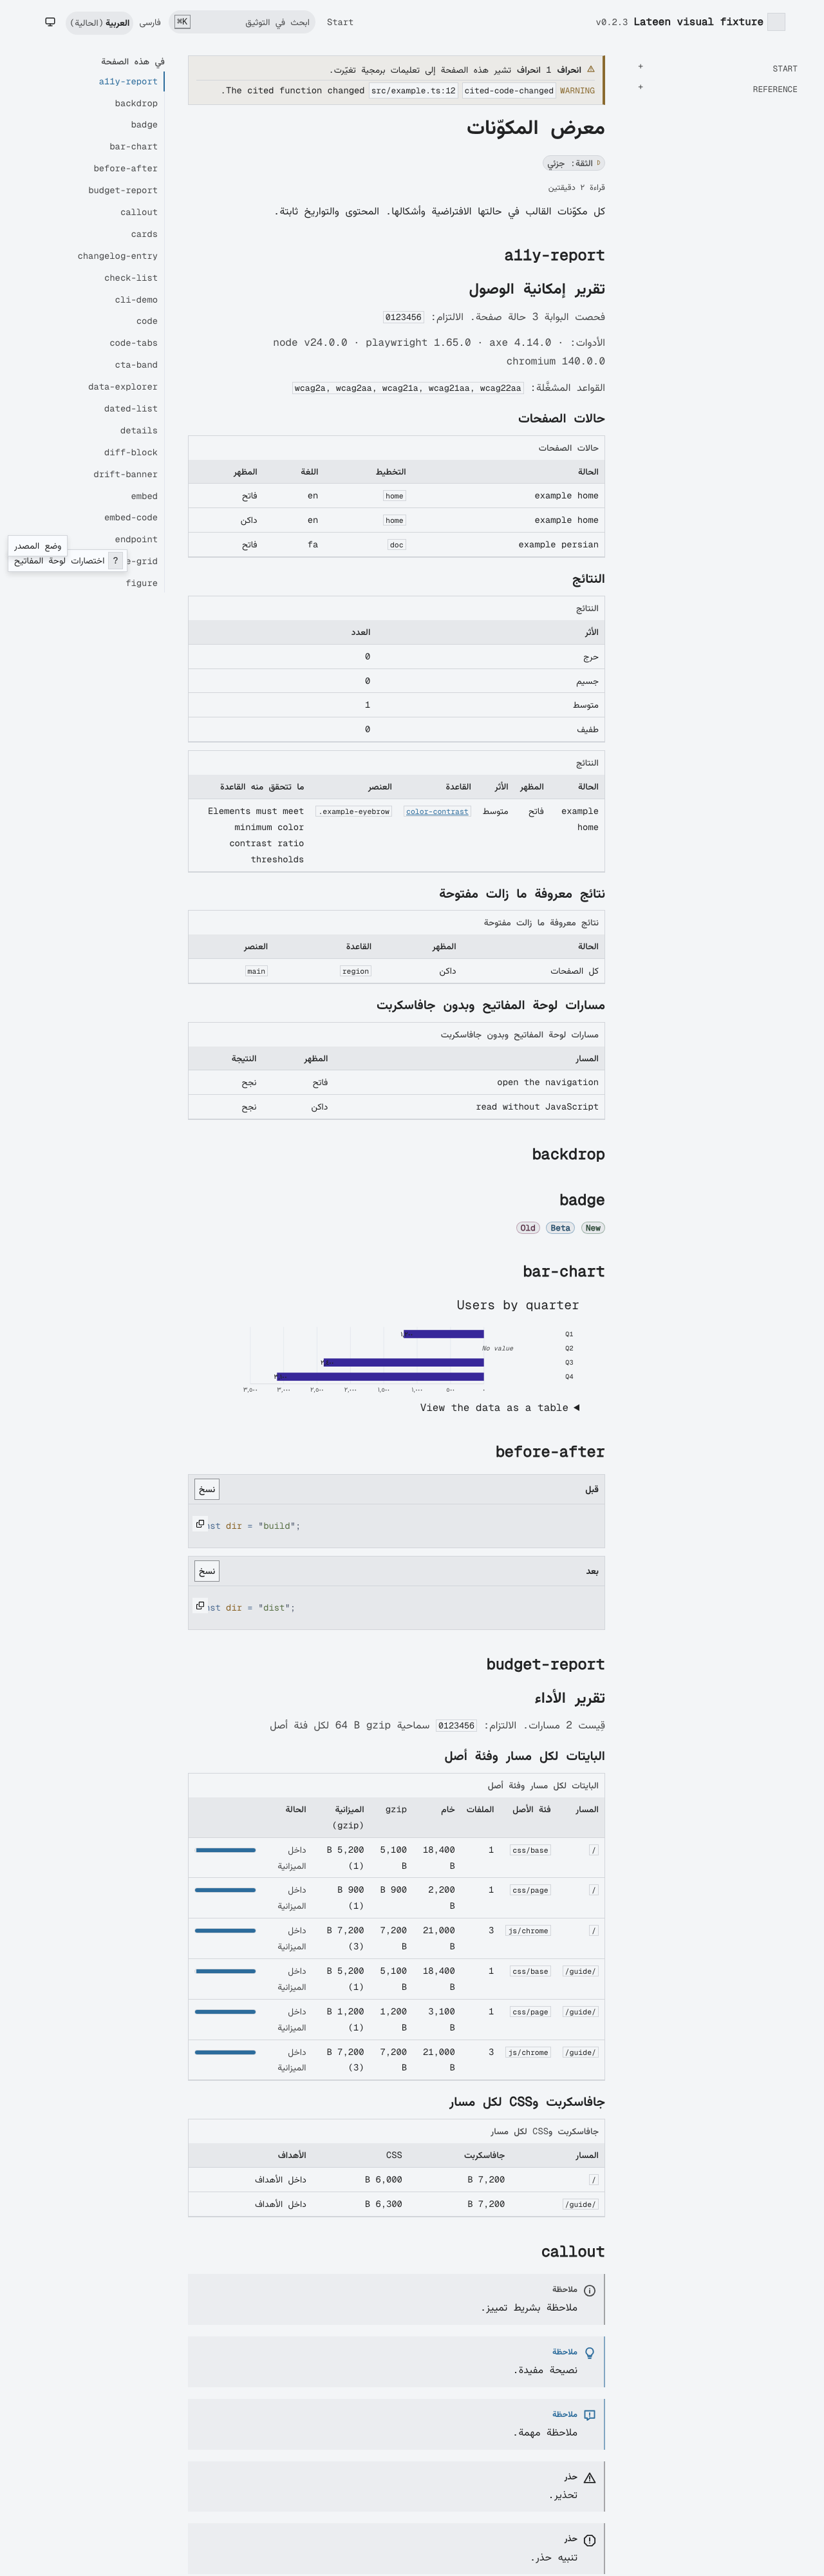 Lateen visual fixture v0.2.3
Start
ابحث في التوثيق ⌘K
فارسی
العربية (الحالية)
START +
REFERENCE +
في هذه الصفحة
a11y-report
backdrop
badge
bar-chart
before-after
budget-report
callout
cards
changelog-entry
check-list
cli-demo
code
code-tabs
cta-band
data-explorer
dated-list
details
diff-block
drift-banner
embed
embed-code
endpoint
e-grid
figure
وضع المصدر
? اختصارات لوحة المفاتيح
⚠ انحراف 1 انحراف تشير هذه الصفحة إلى تعليمات برمجية تغيّرت.
WARNING cited-code-changed src/example.ts:12 The cited function changed.
معرض المكوّنات
الثقة: جزئي
قراءة ٢ دقيقتين
كل مكوّنات القالب في حالتها الافتراضية وأشكالها. المحتوى والتواريخ ثابتة.
a11y-report
تقرير إمكانية الوصول
فحصت البوابة 3 حالة صفحة. الالتزام: 0123456
الأدوات: node v24.0.0 · playwright 1.65.0 · axe 4.14.0 ·
chromium 140.0.0
القواعد المشغَّلة: wcag2a, wcag2aa, wcag21a, wcag21aa, wcag22aa
حالات الصفحات
حالات الصفحات
الحالة التخطيط اللغة المظهر
example home home en فاتح
example home home en داكن
example persian doc fa فاتح
النتائج
النتائج
الأثر العدد
حرج 0
جسيم 0
متوسط 1
طفيف 0
النتائج
الحالة المظهر الأثر القاعدة العنصر ما تتحقق منه القاعدة
example home فاتح متوسط color-contrast .example-eyebrow Elements must meet
minimum color
contrast ratio
thresholds
نتائج معروفة ما زالت مفتوحة
نتائج معروفة ما زالت مفتوحة
الحالة المظهر القاعدة العنصر
كل الصفحات داكن region main
مسارات لوحة المفاتيح وبدون جافاسكربت
مسارات لوحة المفاتيح وبدون جافاسكربت
المسار المظهر النتيجة
open the navigation فاتح نجح
read without JavaScript داكن نجح
backdrop
badge
New Beta Old
bar-chart
Users by quarter
Q1
Q2 No value
Q3
Q4
٠ ٥٠٠ ١,٠٠٠ ١,٥٠٠ ٢,٠٠٠ ٢,٥٠٠ ٣,٠٠٠ ٣,٥٠٠
View the data as a table
before-after
قبل نسخ
st dir = "build";
بعد نسخ
st dir = "dist";
budget-report
تقرير الأداء
قِيست 2 مسارات. الالتزام: 0123456 سماحية 64 B gzip لكل فئة أصل
البايتات لكل مسار وفئة أصل
البايتات لكل مسار وفئة أصل
المسار فئة الأصل الملفات خام gzip الميزانية (gzip) الحالة
/ css/base 1 18,400 B 5,100 B 5,200 B (1) داخل الميزانية
/ css/page 1 2,200 B 900 B 900 B (1) داخل الميزانية
/ js/chrome 3 21,000 B 7,200 B 7,200 B (3) داخل الميزانية
/guide/ css/base 1 18,400 B 5,100 B 5,200 B (1) داخل الميزانية
/guide/ css/page 1 3,100 B 1,200 B 1,200 B (1) داخل الميزانية
/guide/ js/chrome 3 21,000 B 7,200 B 7,200 B (3) داخل الميزانية
جافاسكربت وCSS لكل مسار
جافاسكربت وCSS لكل مسار
المسار جافاسكربت CSS الأهداف
/ 7,200 B 6,000 B داخل الأهداف
/guide/ 7,200 B 6,300 B داخل الأهداف
callout
ملاحظة
ملاحظة بشريط تمييز.
ملاحظة
نصيحة مفيدة.
ملاحظة
ملاحظة مهمة.
حذر
تحذير.
حذر
تنبيه حذر.